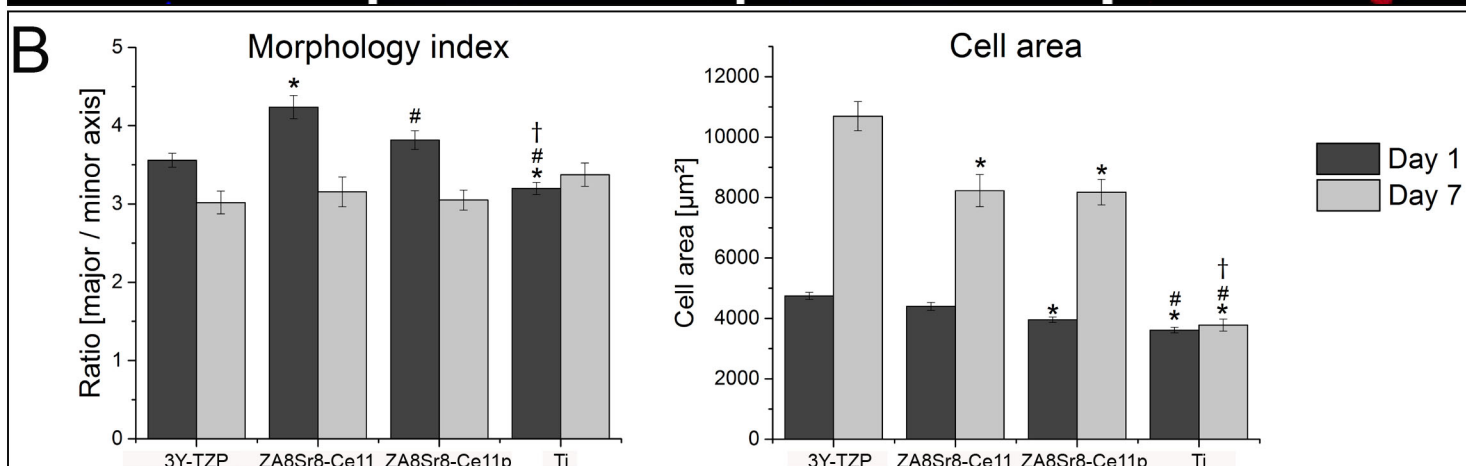 B
Morphology index
Ratio [major / minor axis]
5
4
3
2
1
0
*
#
†
#
*
3Y-TZP ZA8Sr8-Ce11 ZA8Sr8-Ce11p Ti
Cell area
Cell area [µm²]
12000
10000
8000
6000
4000
2000
0
*
*
*
#
*
†
#
*
3Y-TZP ZA8Sr8-Ce11 ZA8Sr8-Ce11p Ti
Day 1
Day 7